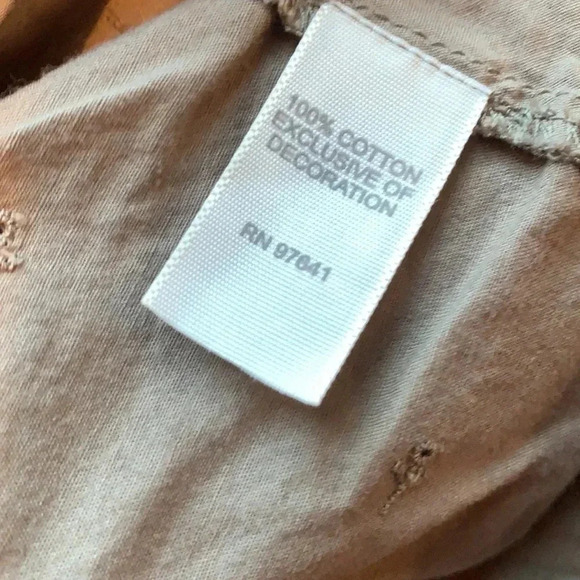 100% COTTON
EXCLUSIVE OF
DECORATION
RN 97641